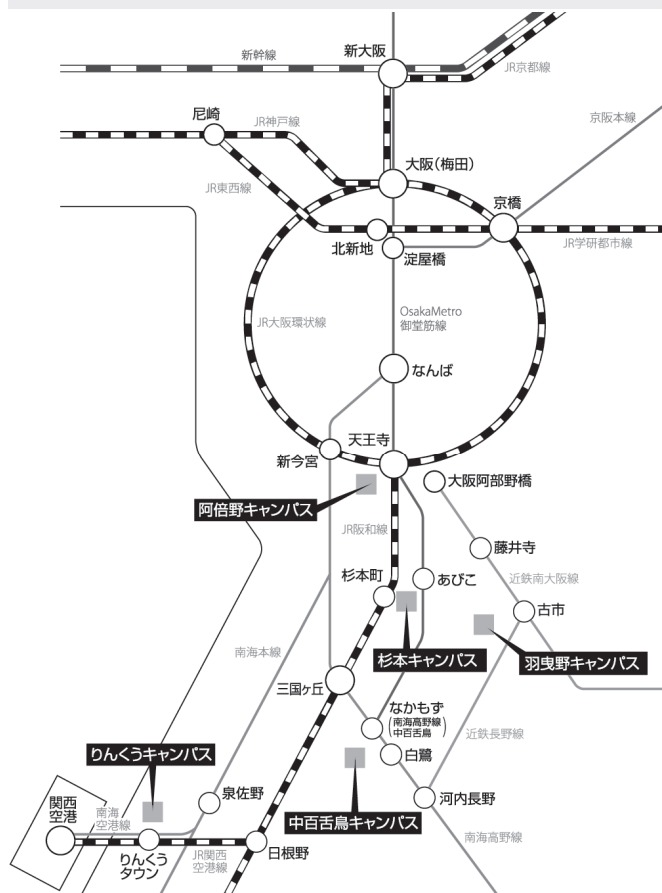 新大阪
新幹線
JR京都線
尼崎
JR神戸線
京阪本線
大阪(梅田)
JR東西線
京橋
北新地
淀屋橋
JR学研都市線
OsakaMetro
御堂筋線
JR大阪環状線
なんば
天王寺
新今宮
大阪阿部野橋
阿倍野キャンパス
JR阪和線
藤井寺
杉本町
あびこ
近鉄南大阪線
古市
南海本線
杉本キャンパス
羽曳野キャンパス
三国ヶ丘
なかもず
(南海高野線)
中百舌鳥
近鉄長野線
りんくうキャンパス
白鷺
関西
空港
南海
空港線
泉佐野
中百舌鳥キャンパス
河内長野
りんくう
タウン
JR関西
空港線
日根野
南海高野線